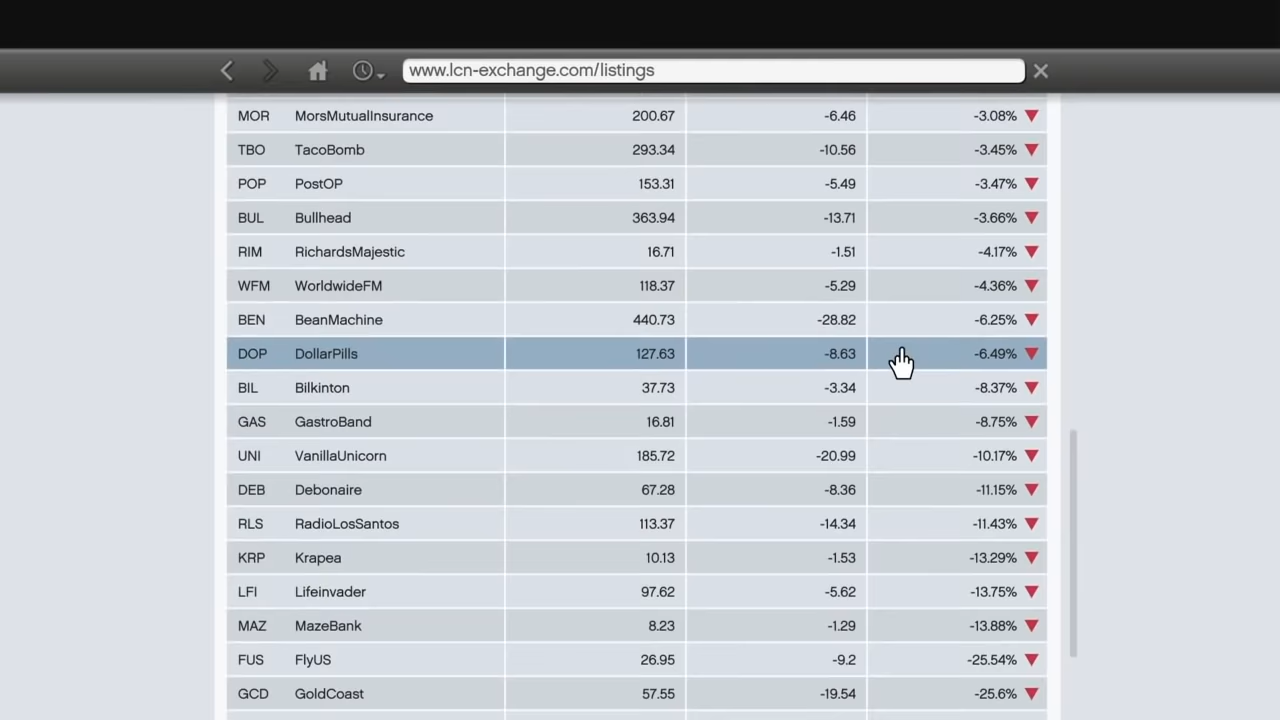 www.lcn-exchange.com/listings
MOR MorsMutualInsurance 200.67 -6.46 -3.08%
TBO TacoBomb 293.34 -10.56 -3.45%
POP PostOP 153.31 -5.49 -3.47%
BUL Bullhead 363.94 -13.71 -3.66%
RIM RichardsMajestic 16.71 -1.51 -4.17%
WFM WorldwideFM 118.37 -5.29 -4.36%
BEN BeanMachine 440.73 -28.82 -6.25%
DOP DollarPills 127.63 -8.63 -6.49%
BIL Bilkinton 37.73 -3.34 -8.37%
GAS GastroBand 16.81 -1.59 -8.75%
UNI VanillaUnicorn 185.72 -20.99 -10.17%
DEB Debonaire 67.28 -8.36 -11.15%
RLS RadioLosSantos 113.37 -14.34 -11.43%
KRP Krapea 10.13 -1.53 -13.29%
LFI Lifeinvader 97.62 -5.62 -13.75%
MAZ MazeBank 8.23 -1.29 -13.88%
FUS FlyUS 26.95 -9.2 -25.54%
GCD GoldCoast 57.55 -19.54 -25.6%